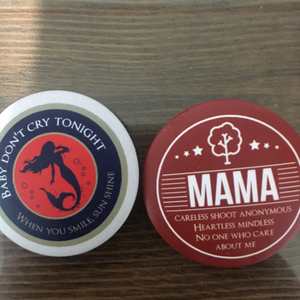 BABY DON'T CRY TONIGHT
WHEN YOU SMILE, SUN SHINE
MAMA
CARELESS SHOOT ANONYMOUS
HEARTLESS MINDLESS
NO ONE WHO CARE
ABOUT ME